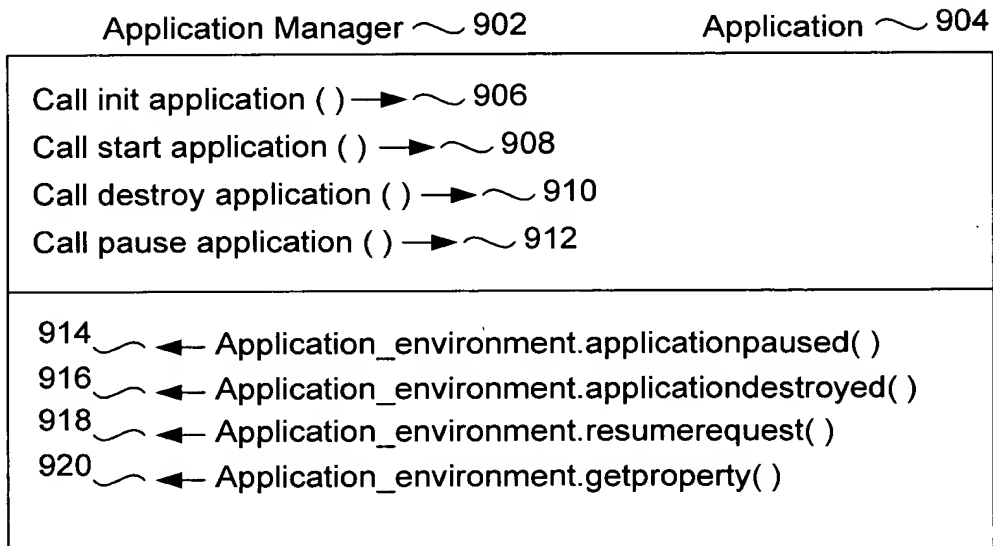 Application Manager 902 Application 904
Call init application ( ) 906
Call start application ( ) 908
Call destroy application ( ) 910
Call pause application ( ) 912
914 Application_environment.applicationpaused( )
916 Application_environment.applicationdestroyed( )
918 Application_environment.resumerequest( )
920 Application_environment.getproperty( )